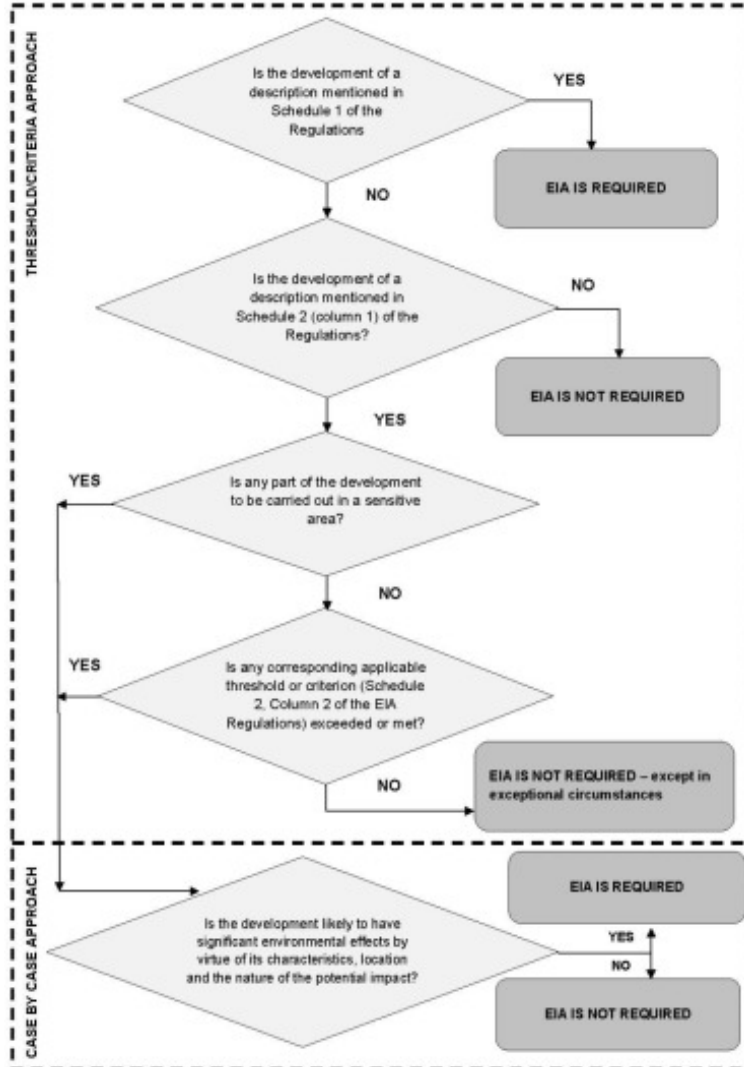 THRESHOLD/CRITERIA APPROACH
Is the development of a
description mentioned in
Schedule 1 of the
Regulations
YES
EIA IS REQUIRED
NO
Is the development of a
description mentioned in
Schedule 2 (column 1) of the
Regulations?
NO
EIA IS NOT REQUIRED
YES
Is any part of the development
to be carried out in a sensitive
area?
YES
NO
Is any corresponding applicable
threshold or criterion (Schedule
2, Column 2 of the EIA
Regulations) exceeded or met?
YES
NO
EIA IS NOT REQUIRED – except in
exceptional circumstances
CASE BY CASE APPROACH
Is the development likely to have
significant environmental effects by
virtue of its characteristics, location
and the nature of the potential impact?
EIA IS REQUIRED
YES
NO
EIA IS NOT REQUIRED